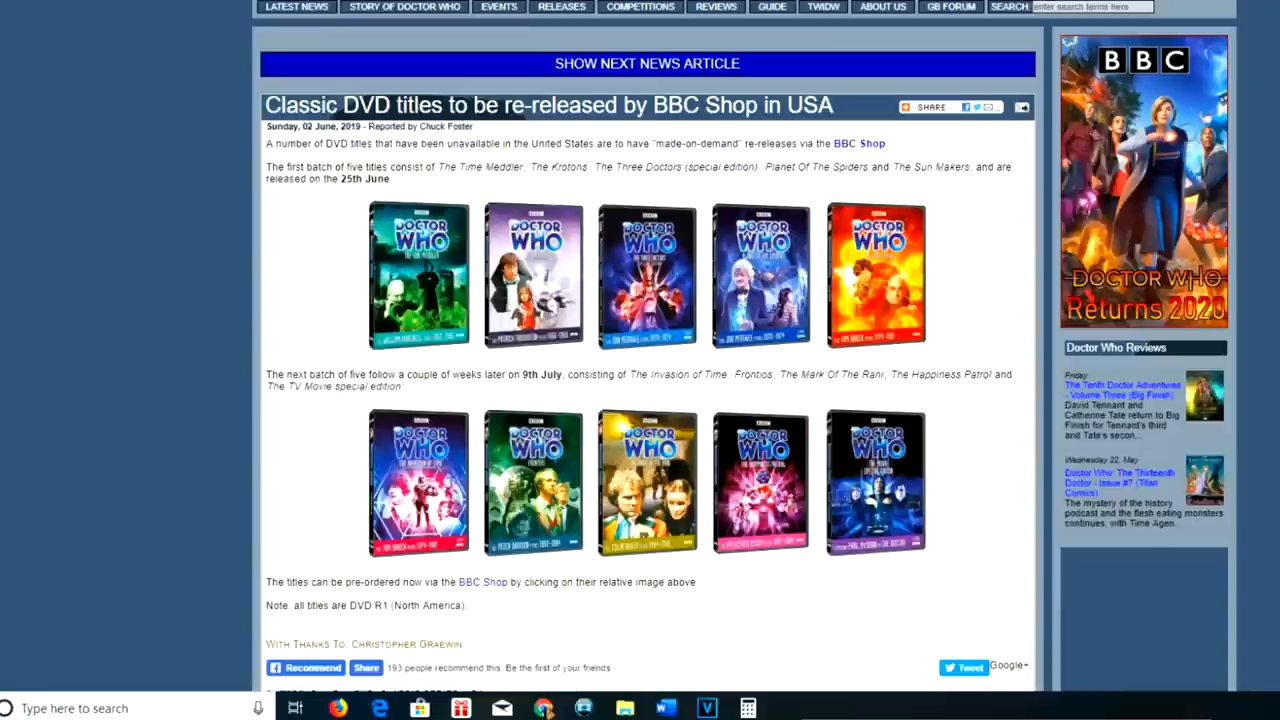 LATEST NEWS STORY OF DOCTOR WHO EVENTS RELEASES COMPETITIONS REVIEWS GUIDE TWIDW ABOUT US GB FORUM SEARCH enter search terms here
SHOW NEXT NEWS ARTICLE
Classic DVD titles to be re-released by BBC Shop in USA
SHARE
Sunday, 02 June, 2019 - Reported by Chuck Foster
A number of DVD titles that have been unavailable in the United States are to have "made-on-demand" re-releases via the BBC Shop
The first batch of five titles consist of The Time Meddler, The Krotons, The Three Doctors (special edition), Planet Of The Spiders and The Sun Makers, and are
released on the 25th June
DOCTOR WHO DOCTOR WHO DOCTOR WHO DOCTOR WHO DOCTOR WHO
The next batch of five follow a couple of weeks later on 9th July, consisting of The Invasion of Time, Frontios, The Mark Of The Rani, The Happiness Patrol and
The TV Movie special edition:
DOCTOR WHO DOCTOR WHO DOCTOR WHO DOCTOR WHO DOCTOR WHO
The titles can be pre-ordered now via the BBC Shop by clicking on their relative image above
Note: all titles are DVD R1 (North America).
WITH THANKS TO: CHRISTOPHER GRAEWIN
Recommend Share 193 people recommend this. Be the first of your friends
Tweet Google+
BBC
DOCTOR WHO
Returns 2020
Doctor Who Reviews
Friday
The Tenth Doctor Adventures
- Volume Three (Big Finish)
David Tennant and
Catherine Tate return to Big
Finish for Tennant's third
and Tate's secon...
Wednesday 22, May
Doctor Who: The Thirteenth
Doctor - Issue #7 (Titan
Comics)
The mystery of the history
podcast and the flesh eating monsters
continues, with Time Agen...
Type here to search